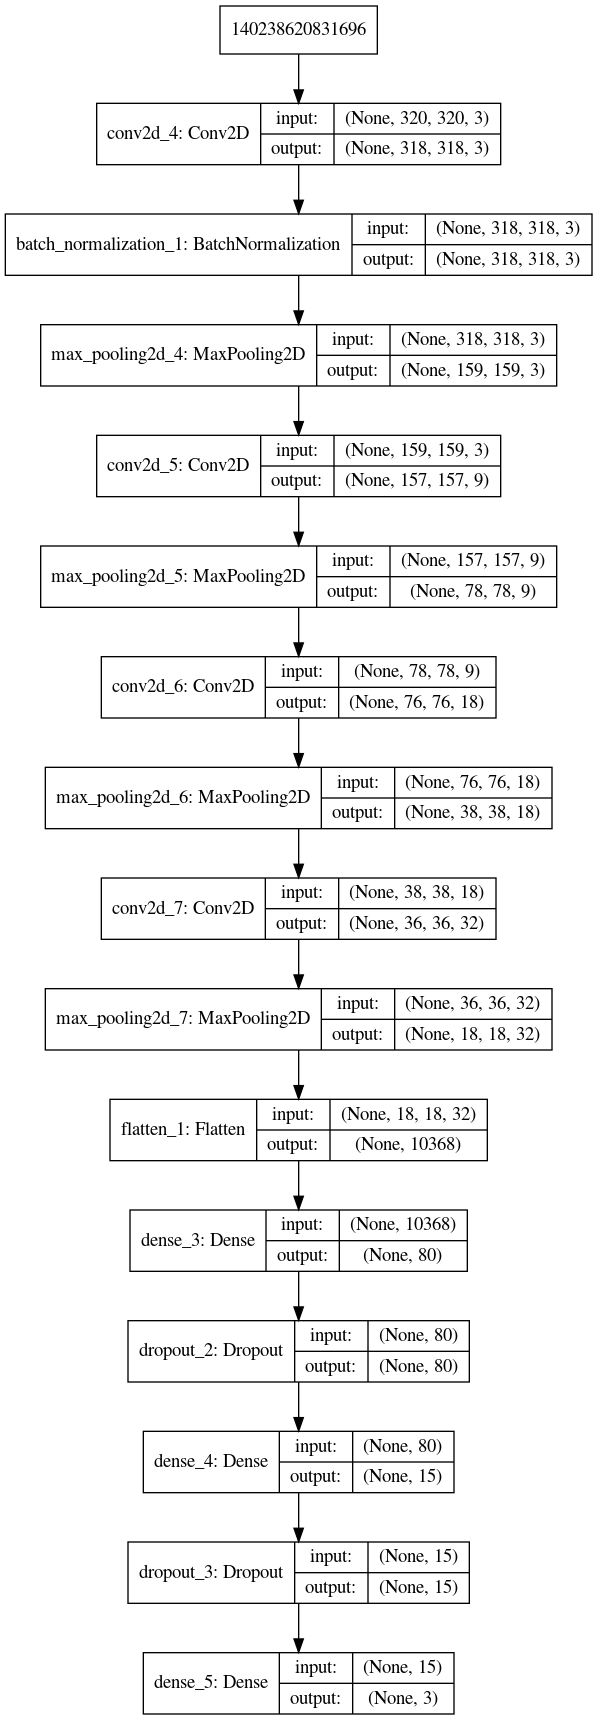 140238620831696
conv2d_4: Conv2D
input: (None, 320, 320, 3)
output: (None, 318, 318, 3)
batch_normalization_1: BatchNormalization
input: (None, 318, 318, 3)
output: (None, 318, 318, 3)
max_pooling2d_4: MaxPooling2D
input: (None, 318, 318, 3)
output: (None, 159, 159, 3)
conv2d_5: Conv2D
input: (None, 159, 159, 3)
output: (None, 157, 157, 9)
max_pooling2d_5: MaxPooling2D
input: (None, 157, 157, 9)
output: (None, 78, 78, 9)
conv2d_6: Conv2D
input: (None, 78, 78, 9)
output: (None, 76, 76, 18)
max_pooling2d_6: MaxPooling2D
input: (None, 76, 76, 18)
output: (None, 38, 38, 18)
conv2d_7: Conv2D
input: (None, 38, 38, 18)
output: (None, 36, 36, 32)
max_pooling2d_7: MaxPooling2D
input: (None, 36, 36, 32)
output: (None, 18, 18, 32)
flatten_1: Flatten
input: (None, 18, 18, 32)
output: (None, 10368)
dense_3: Dense
input: (None, 10368)
output: (None, 80)
dropout_2: Dropout
input: (None, 80)
output: (None, 80)
dense_4: Dense
input: (None, 80)
output: (None, 15)
dropout_3: Dropout
input: (None, 15)
output: (None, 15)
dense_5: Dense
input: (None, 15)
output: (None, 3)